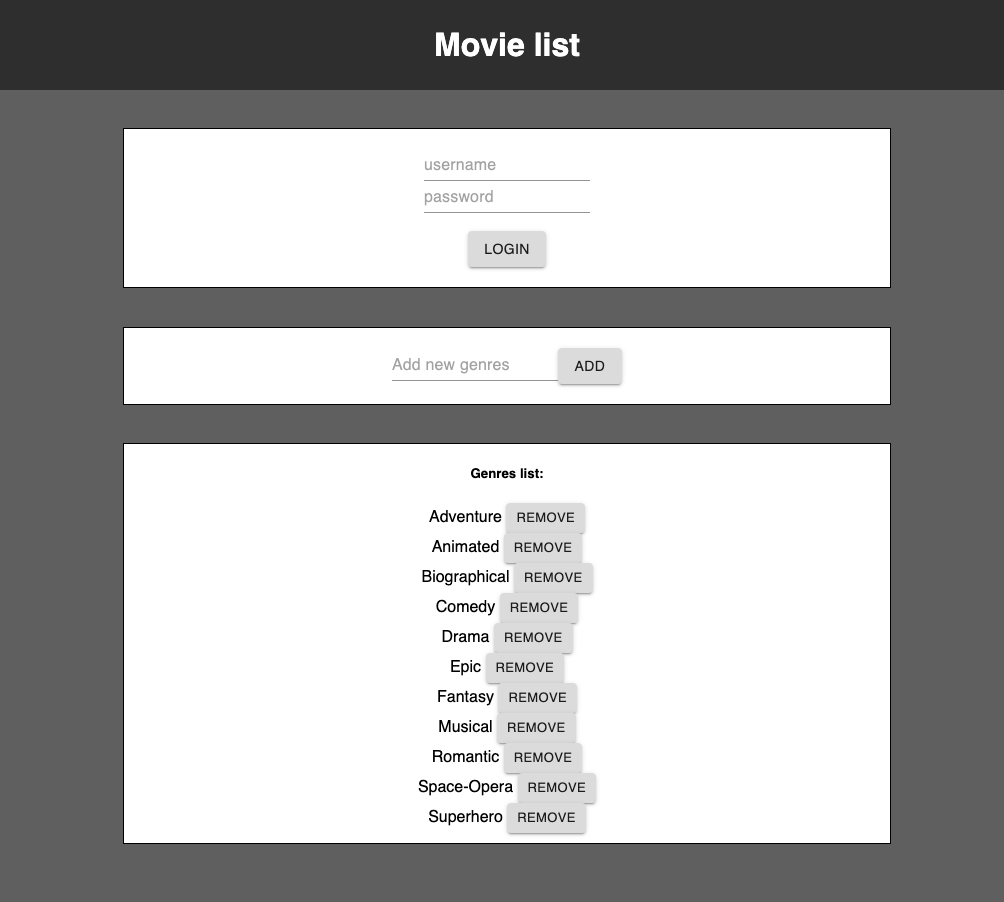 Movie list
username
password
LOGIN
Add new genres ADD
Genres list:
Adventure REMOVE
Animated REMOVE
Biographical REMOVE
Comedy REMOVE
Drama REMOVE
Epic REMOVE
Fantasy REMOVE
Musical REMOVE
Romantic REMOVE
Space-Opera REMOVE
Superhero REMOVE